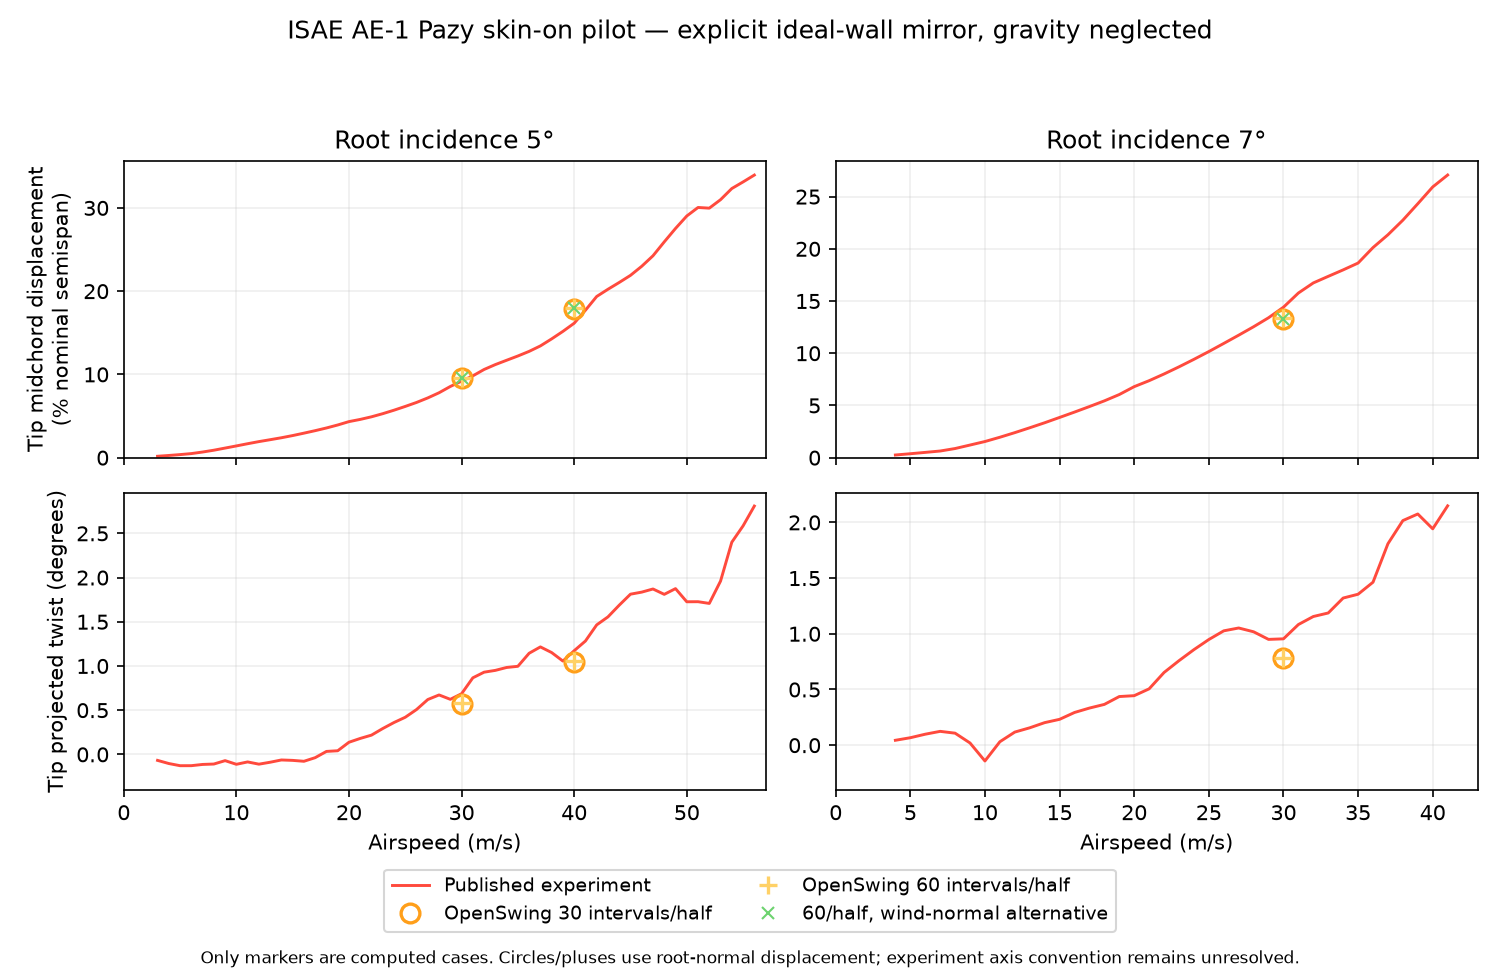 ISAE AE-1 Pazy skin-on pilot — explicit ideal-wall mirror, gravity neglected
Root incidence 5°
Root incidence 7°
Tip midchord displacement
(% nominal semispan)
30
20
10
0
25
20
15
10
5
0
Tip projected twist (degrees)
2.5
2.0
1.5
1.0
0.5
0.0
2.0
1.5
1.0
0.5
0.0
0 10 20 30 40 50
0 5 10 15 20 25 30 35 40
Airspeed (m/s)
Airspeed (m/s)
Published experiment
OpenSwing 30 intervals/half
OpenSwing 60 intervals/half
60/half, wind-normal alternative
Only markers are computed cases. Circles/pluses use root-normal displacement; experiment axis convention remains unresolved.